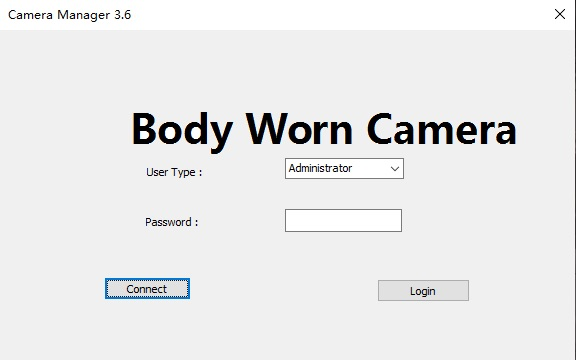 Camera Manager 3.6
Body Worn Camera
User Type :
Administrator
Password :
Connect
Login